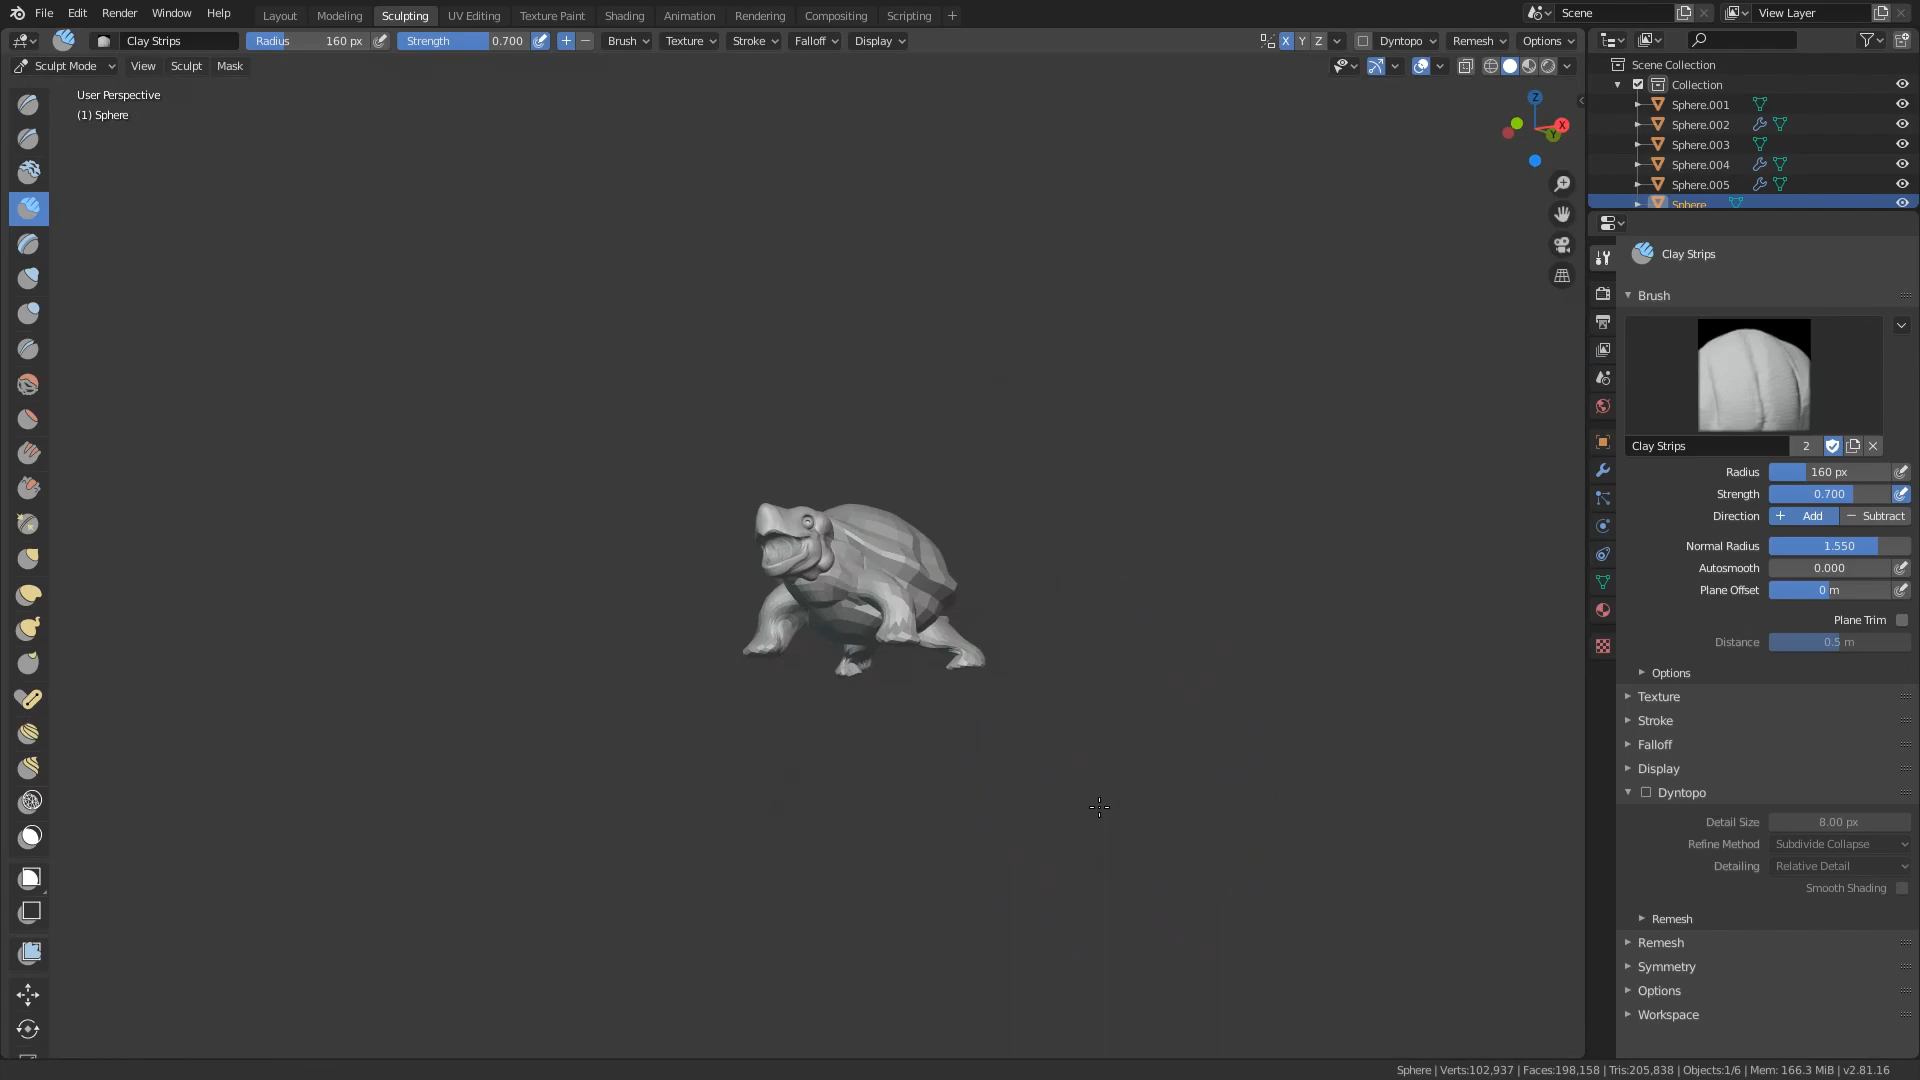 File Edit Render Window Help Layout Modeling Sculpting UV Editing Texture Paint Shading Animation Rendering Compositing Scripting + Scene View Layer
Clay Strips Radius 160 px Strength 0.700 + − Brush Texture Stroke Falloff Display X Y Z Dyntopo Remesh Options
Sculpt Mode View Sculpt Mask
User Perspective
(1) Sphere
Z
X
Y
Scene Collection
Collection
Sphere.001
Sphere.002
Sphere.003
Sphere.004
Sphere.005
Sphere
Clay Strips
Brush
Clay Strips 2
Radius 160 px
Strength 0.700
Direction + Add − Subtract
Normal Radius 1.550
Autosmooth 0.000
Plane Offset 0 m
Plane Trim
Distance 0.5 m
Options
Texture
Stroke
Falloff
Display
Dyntopo
Detail Size 8.00 px
Refine Method Subdivide Collapse
Detailing Relative Detail
Smooth Shading
Remesh
Remesh
Symmetry
Options
Workspace
Sphere | Verts:102,937 | Faces:198,158 | Tris:205,838 | Objects:1/6 | Mem: 166.3 MiB | v2.81.16